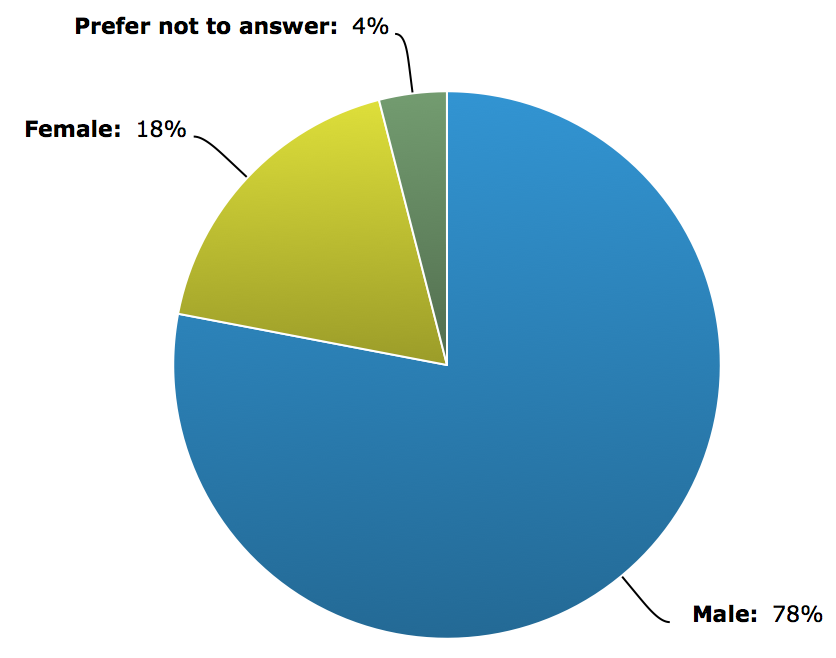 Prefer not to answer: 4%
Female: 18%
Male: 78%